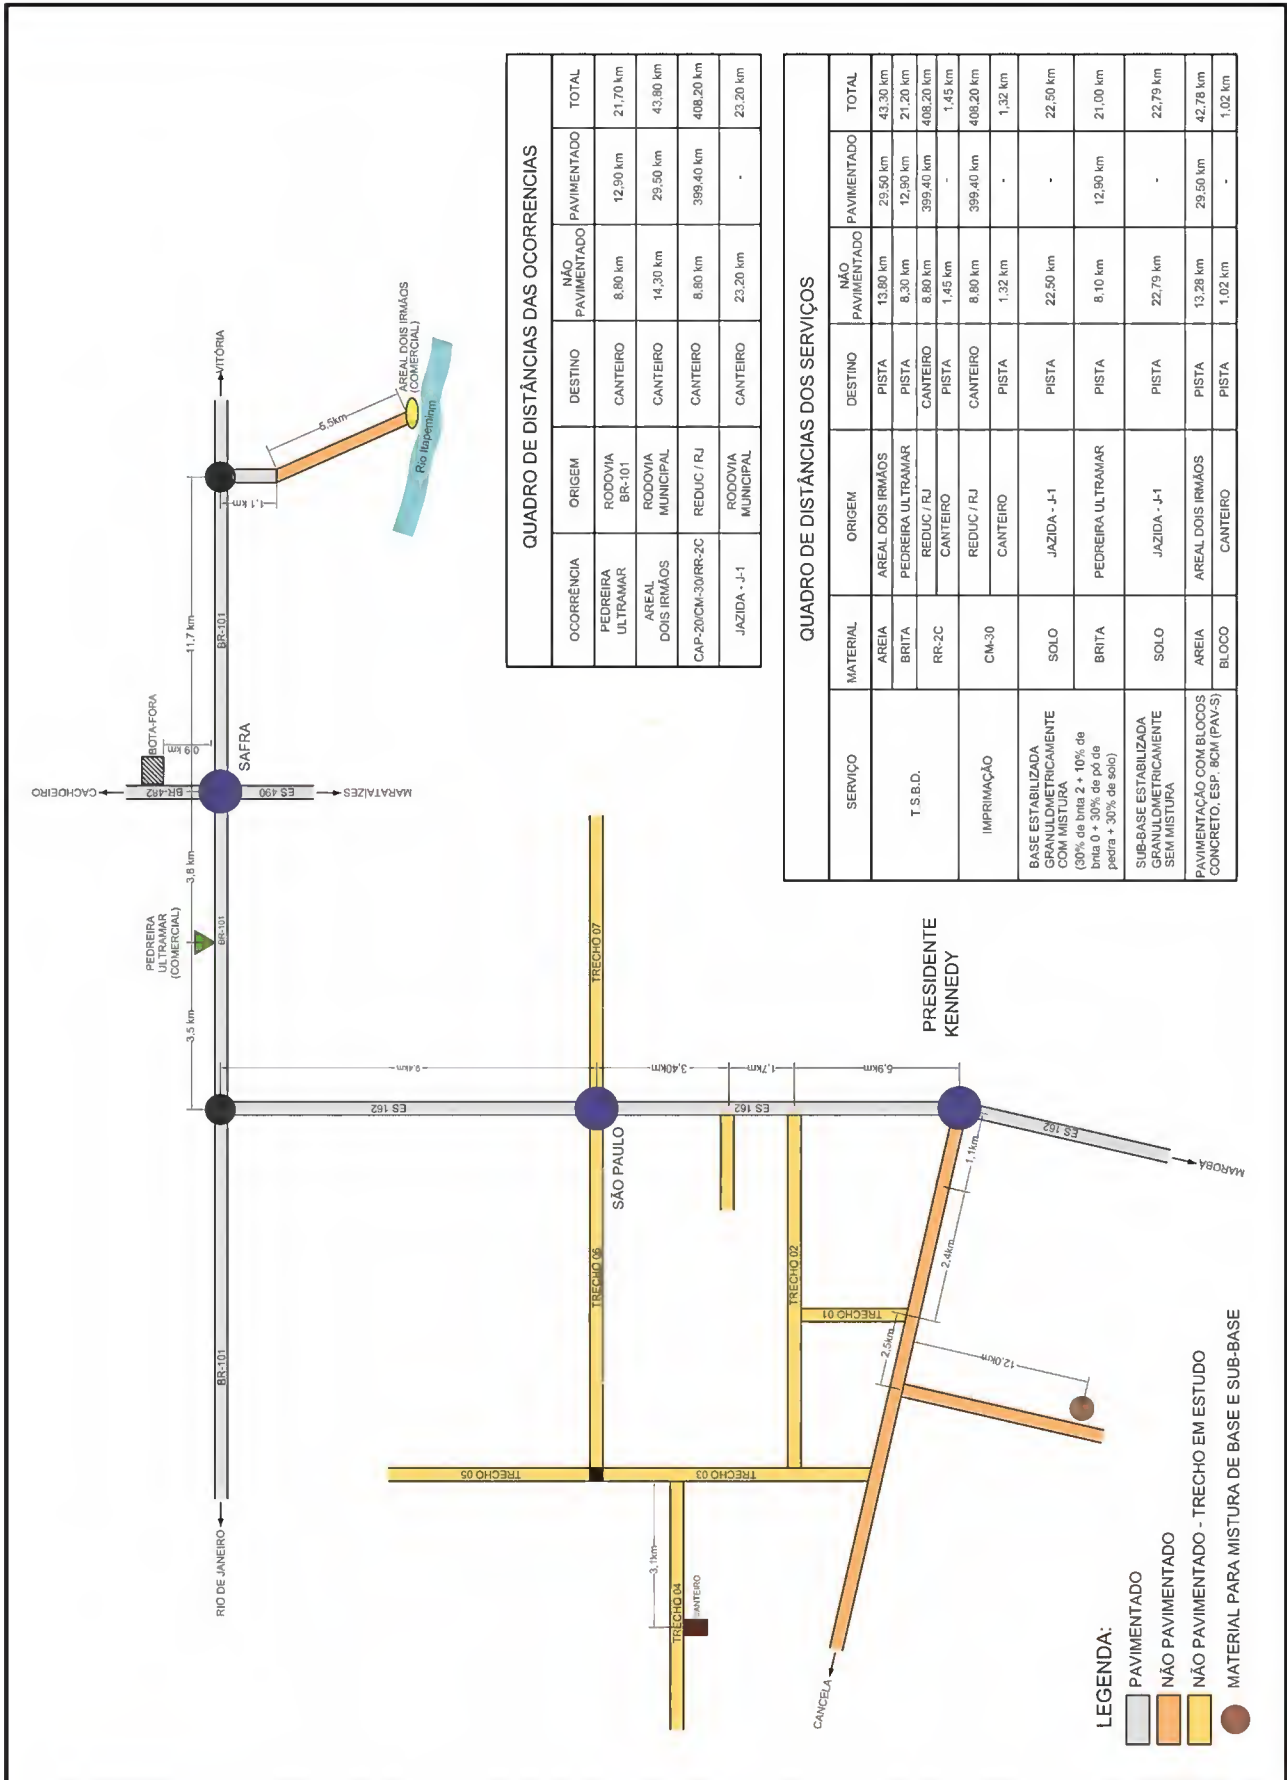 RIO DE JANEIRO
BR-101
3,5 km
PEDREIRA
ULTRAMAR
(COMERCIAL)
BR-101
3,8 km
CACHOEIRO
BR-482
BOTA-FORA
0,9 km
SAFRA
ES 490
MARATAÍZES
11,7 km
BR-101
VITÓRIA
1,1 km
5,5km
AREAL DOIS IRMÃOS
(COMERCIAL)
Rio Itapemirim
ES 162
9,4km
TRECHO 05
TRECHO 06
SÃO PAULO
TRECHO 07
3,1km
TRECHO 04
TRECHO 03
3,40km
ES 162
1,7km
TRECHO 02
5,9km
TRECHO 01
PRESIDENTE
KENNEDY
1,1km
2,4km
2,5km
12,0km
CANCELA
ES 162
MAROBA
QUADRO DE DISTÂNCIAS DAS OCORRENCIAS
OCORRÊNCIA ORIGEM DESTINO NÃO PAVIMENTADO PAVIMENTADO TOTAL
PEDREIRA ULTRAMAR RODOVIA BR-101 CANTEIRO 8,80 km 12,90 km 21,70 km
AREAL DOIS IRMÃOS RODOVIA MUNICIPAL CANTEIRO 14,30 km 29,50 km 43,80 km
CAP-20/CM-30/RR-2C REDUC / RJ CANTEIRO 8,80 km 399,40 km 408,20 km
JAZIDA - J-1 RODOVIA MUNICIPAL CANTEIRO 23,20 km - 23,20 km
QUADRO DE DISTÂNCIAS DOS SERVIÇOS
SERVIÇO MATERIAL ORIGEM DESTINO NÃO PAVIMENTADO PAVIMENTADO TOTAL
T.S.B.D. AREIA AREAL DOIS IRMÃOS PISTA 13,80 km 29,50 km 43,30 km
BRITA PEDREIRA ULTRAMAR PISTA 8,30 km 12,90 km 21,20 km
RR-2C REDUC / RJ CANTEIRO 8,80 km 399,40 km 408,20 km
CANTEIRO PISTA 1,45 km - 1,45 km
IMPRIMAÇÃO CM-30 REDUC / RJ CANTEIRO 8,80 km 399,40 km 408,20 km
CANTEIRO PISTA 1,32 km - 1,32 km
BASE ESTABILIZADA
GRANULDMETRICAMENTE
COM MISTURA
(30% de brita 2 + 10% de
brita 0 + 30% de pó de
pedra + 30% de solo)
SOLO JAZIDA - J-1 PISTA 22,50 km - 22,50 km
BRITA PEDREIRA ULTRAMAR PISTA 8,10 km 12,90 km 21,00 km
SUB-BASE ESTABILIZADA
GRANULDMETRICAMENTE
SEM MISTURA
SOLO JAZIDA - J-1 PISTA 22,79 km - 22,79 km
PAVIMENTAÇÃO COM BLOCOS
CONCRETO, ESP. 8CM (PAV-S)
AREIA AREAL DOIS IRMÃOS PISTA 13,28 km 29,50 km 42,78 km
BLOCO CANTEIRO PISTA 1,02 km - 1,02 km
LEGENDA:
PAVIMENTADO
NÃO PAVIMENTADO
NÃO PAVIMENTADO - TRECHO EM ESTUDO
MATERIAL PARA MISTURA DE BASE E SUB-BASE